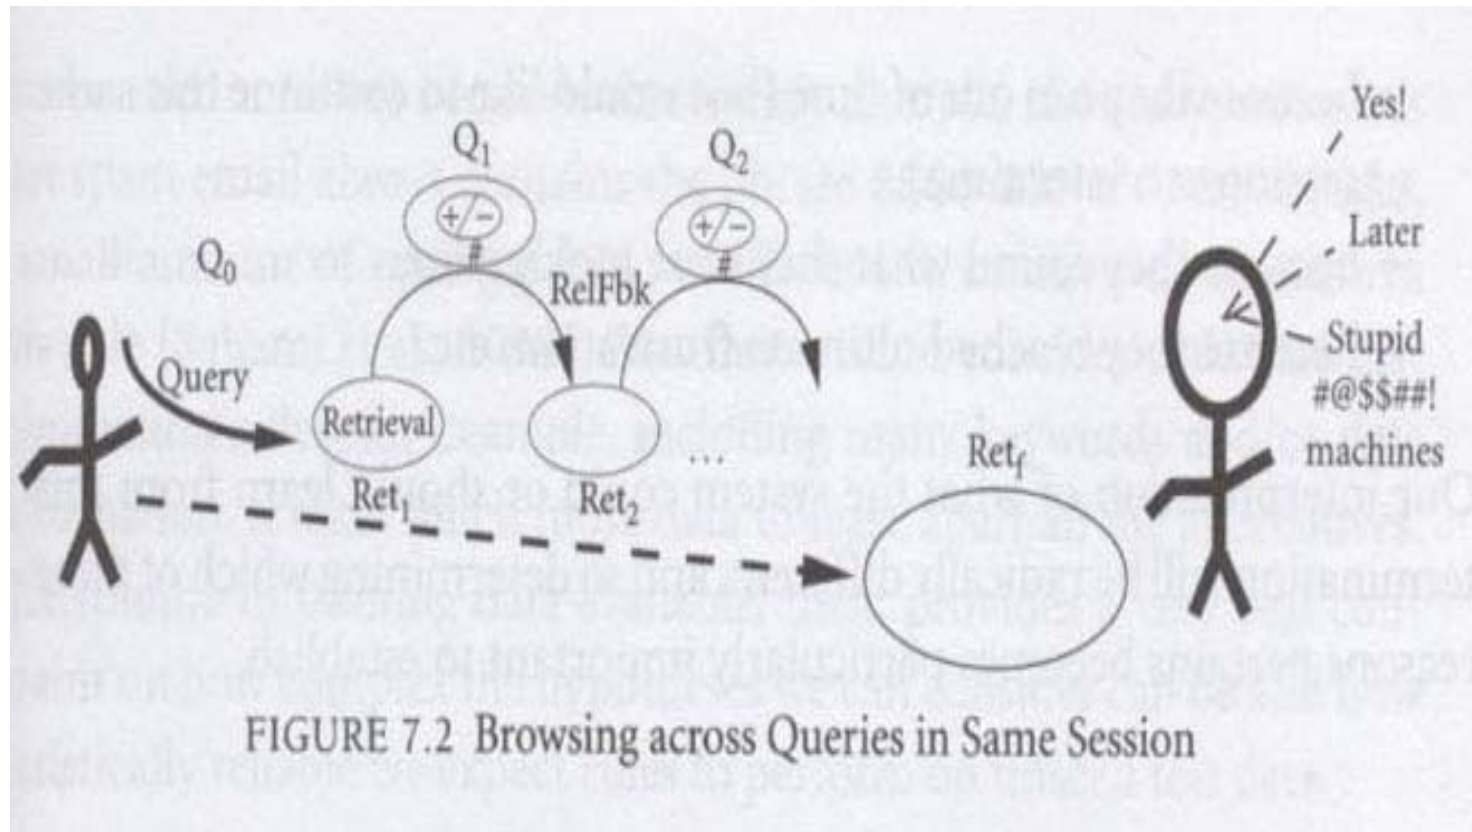 Yes!
Q1
Q2
+/−
#
+/−
#
Later
Q0
RelFbk
Stupid
#@$$##!
machines
Query
Retrieval
...
Ret1
Ret2
Retf
FIGURE 7.2 Browsing across Queries in Same Session